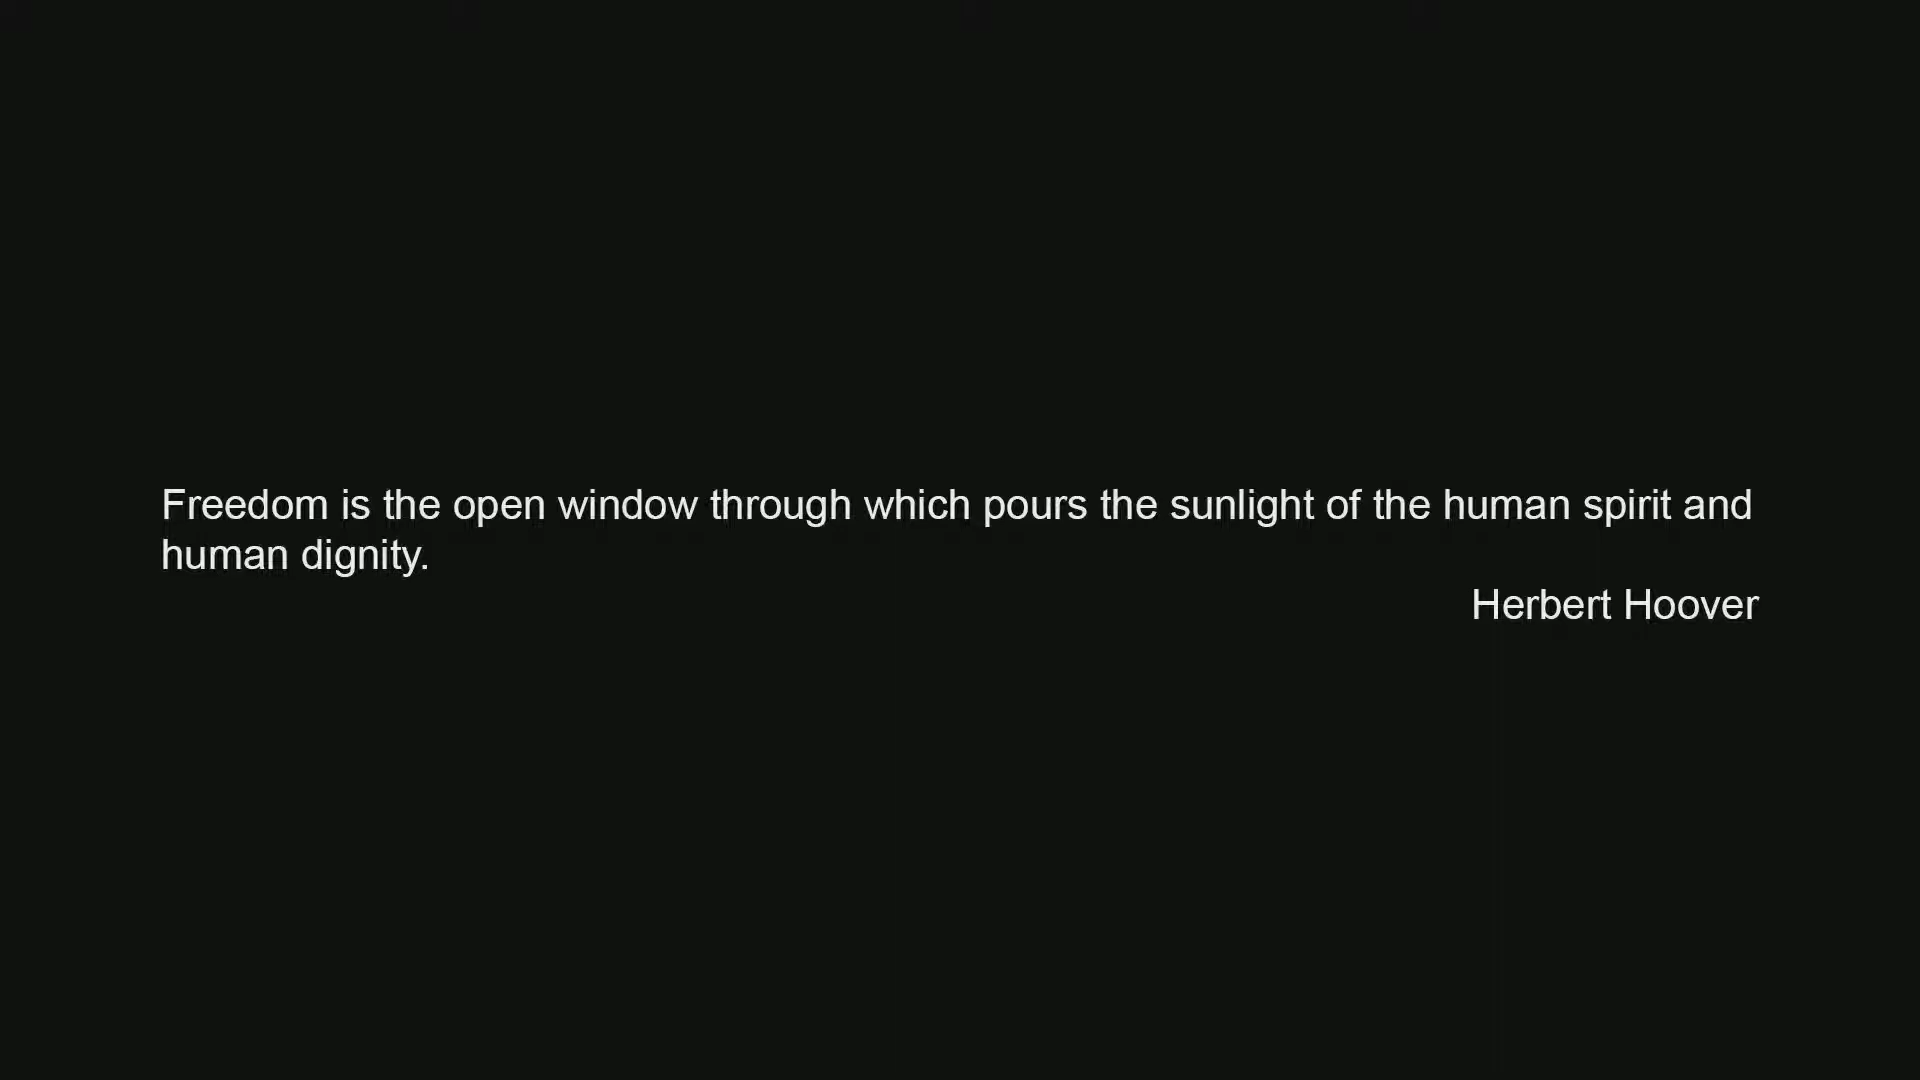 Freedom is the open window through which pours the sunlight of the human spirit and
human dignity.
Herbert Hoover